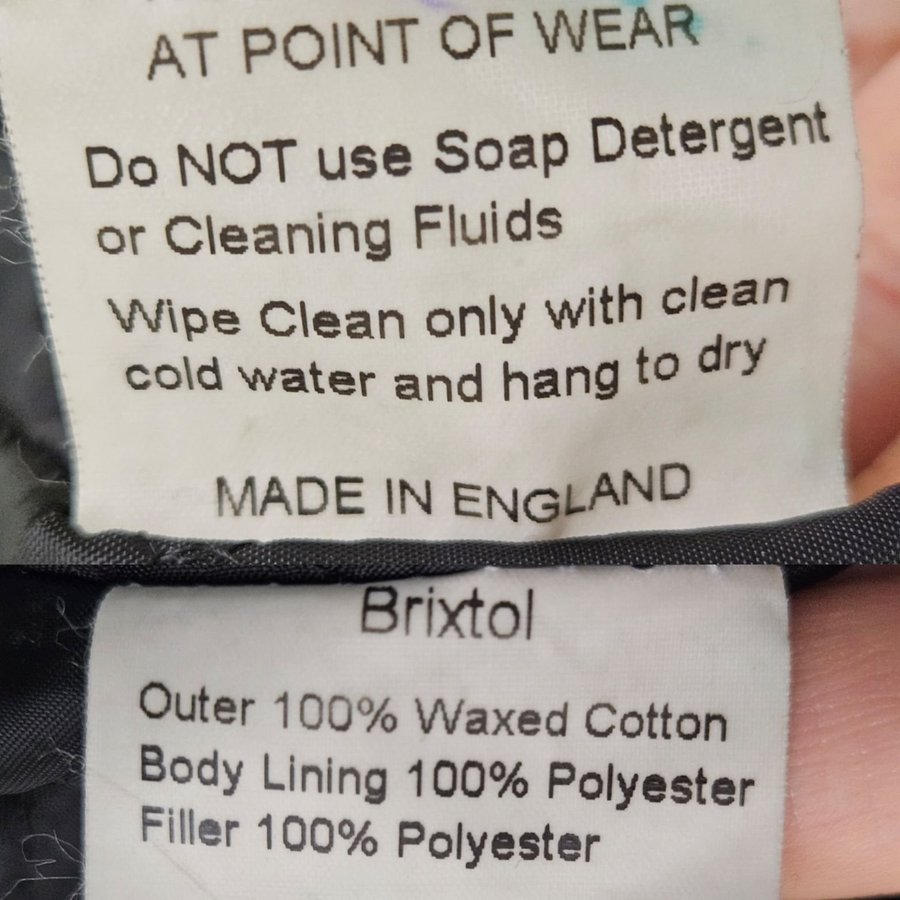 AT POINT OF WEAR
Do NOT use Soap Detergent
or Cleaning Fluids
Wipe Clean only with clean
cold water and hang to dry
MADE IN ENGLAND
Brixtol
Outer 100% Waxed Cotton
Body Lining 100% Polyester
Filler 100% Polyester